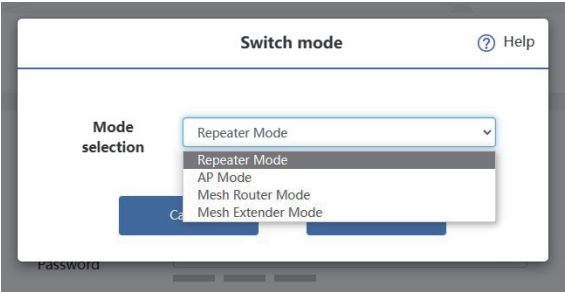 Switch mode
Help
Mode
selection
Repeater Mode
Repeater Mode
AP Mode
Mesh Router Mode
Mesh Extender Mode
Password